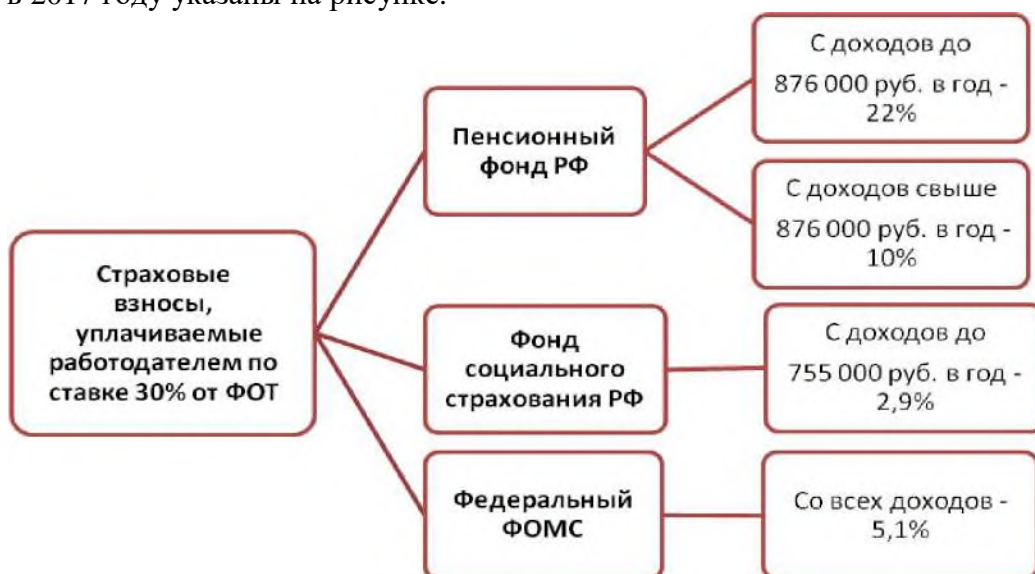 в 2017 году указаны на рисунке.
С доходов до
876 000 руб. в год -
22%
Пенсионный
фонд РФ
С доходов свыше
876 000 руб. в год -
10%
Страховые
взносы,
уплачиваемые
работодателем по
ставке 30% от ФОТ
Фонд
социального
страхования РФ
С доходов до
755 000 руб. в год -
2,9%
Федеральный
ФОМС
Со всех доходов -
5,1%